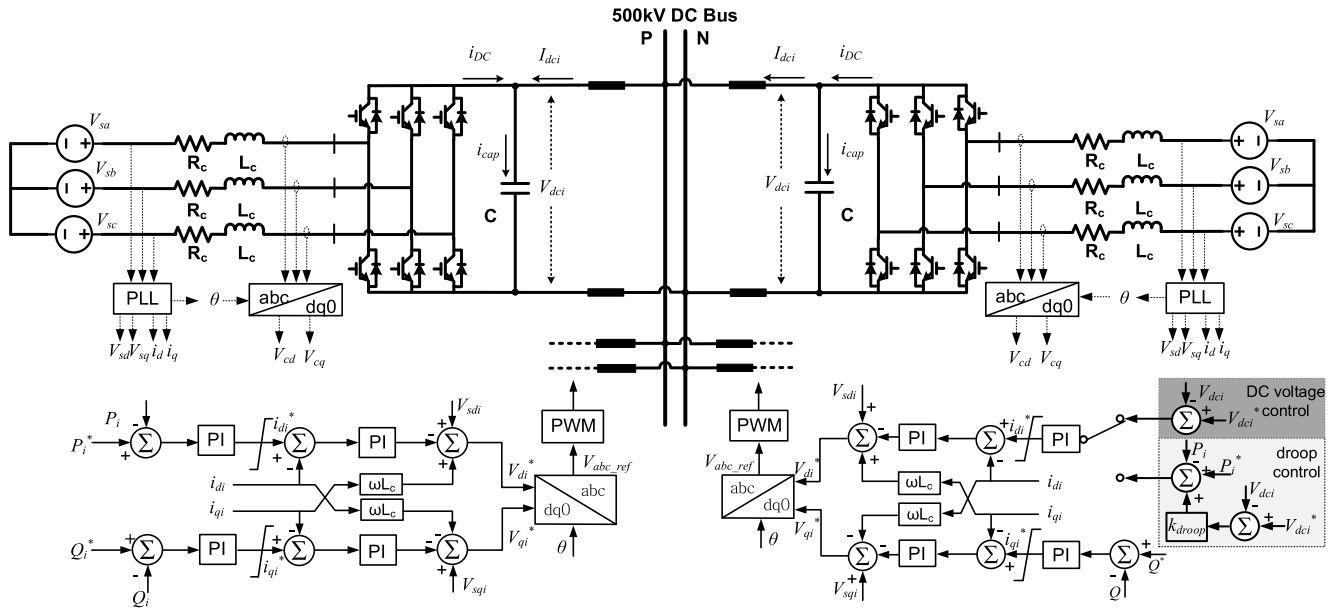 500kV DC Bus
P N
i_DC I_dci I_dci i_DC
V_sa R_c L_c
V_sb R_c L_c
V_sc R_c L_c
i_cap V_dci C
V_dci i_cap C
R_c L_c V_sa
R_c L_c V_sb
R_c L_c V_sc
PLL θ abc dq0
V_sd V_sq i_d i_q V_cd V_cq
abc dq0 θ PLL
V_cd V_cq V_sd V_sq i_d i_q
P_i - P_i^* + Σ PI i_di^* + - Σ PI - + + Σ V_sdi
i_di ωL_c
i_qi ωL_c
Q_i^* + - Σ Q_i PI i_qi^* + - Σ PI - - + Σ V_sqi
V_di^* V_qi^* abc dq0 θ
V_abc_ref
PWM
PWM
V_abc_ref
abc dq0 θ V_di^* V_qi^*
V_sdi + - + Σ PI Σ + - i_di^* PI
ωL_c i_di
ωL_c i_qi
V_sqi + - - Σ PI Σ - + i_qi^* PI Σ + - Q^* Q
V_dci - + Σ V_dci^*
DC voltage control
P_i - + + Σ P_i^*
droop control
k_droop Σ - + V_dci V_dci^*